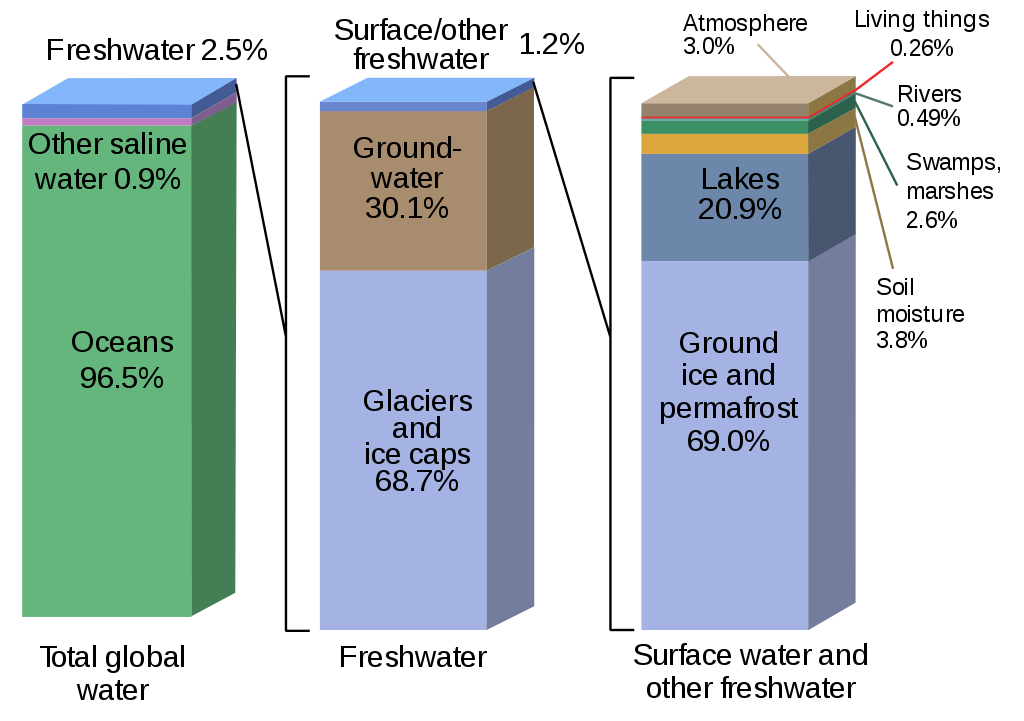 Freshwater 2.5%
Other saline
water 0.9%
Oceans
96.5%
Total global
water
Surface/other
freshwater
1.2%
Ground-
water
30.1%
Glaciers
and
ice caps
68.7%
Freshwater
Atmosphere
3.0%
Living things
0.26%
Rivers
0.49%
Swamps,
marshes
2.6%
Soil
moisture
3.8%
Lakes
20.9%
Ground
ice and
permafrost
69.0%
Surface water and
other freshwater